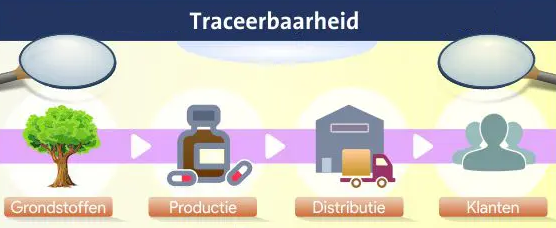 Traceerbaarheid
Grondstoffen
Productie
Distributie
Klanten